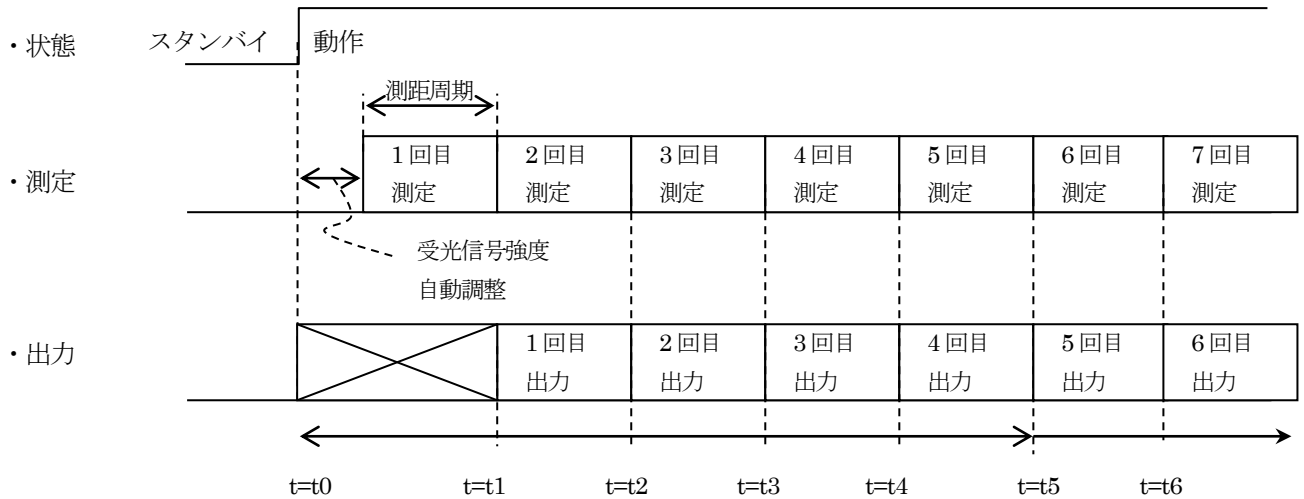 ・状態 スタンバイ 動作
測距周期
・測定
1回目 2回目 3回目 4回目 5回目 6回目 7回目
測定 測定 測定 測定 測定 測定 測定
受光信号強度
自動調整
・出力
1回目 2回目 3回目 4回目 5回目 6回目
出力 出力 出力 出力 出力 出力
t=t0 t=t1 t=t2 t=t3 t=t4 t=t5 t=t6